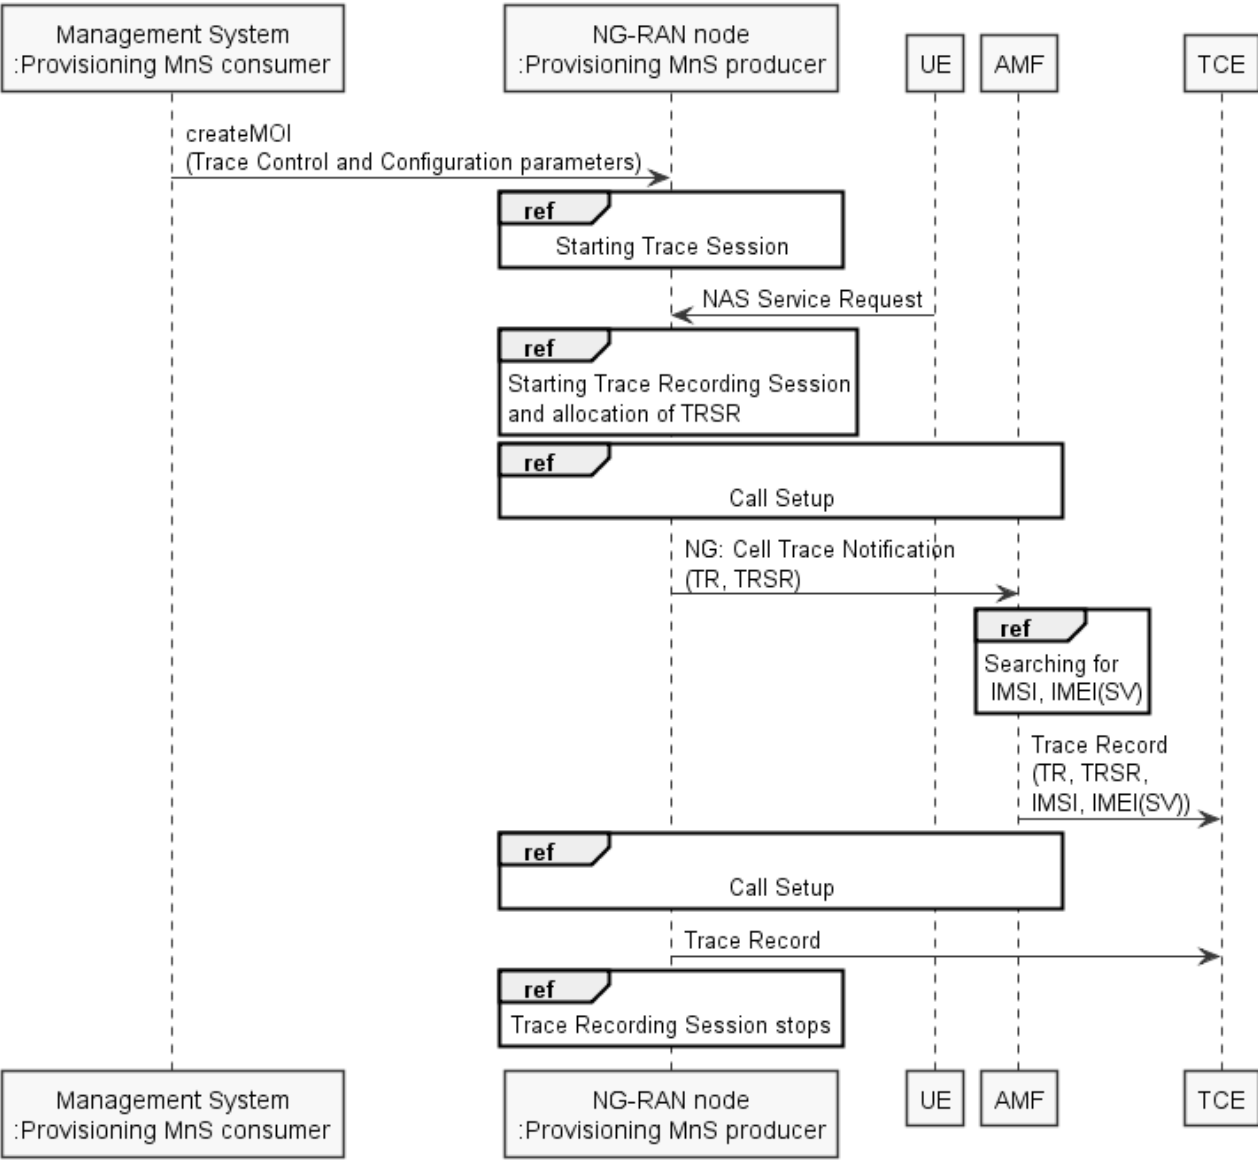 Management System
:Provisioning MnS consumer
NG-RAN node
:Provisioning MnS producer
UE
AMF
TCE
createMOI
(Trace Control and Configuration parameters)
ref
Starting Trace Session
NAS Service Request
ref
Starting Trace Recording Session
and allocation of TRSR
ref
Call Setup
NG: Cell Trace Notification
(TR, TRSR)
ref
Searching for
IMSI, IMEI(SV)
Trace Record
(TR, TRSR,
IMSI, IMEI(SV))
ref
Call Setup
Trace Record
ref
Trace Recording Session stops
Management System
:Provisioning MnS consumer
NG-RAN node
:Provisioning MnS producer
UE
AMF
TCE